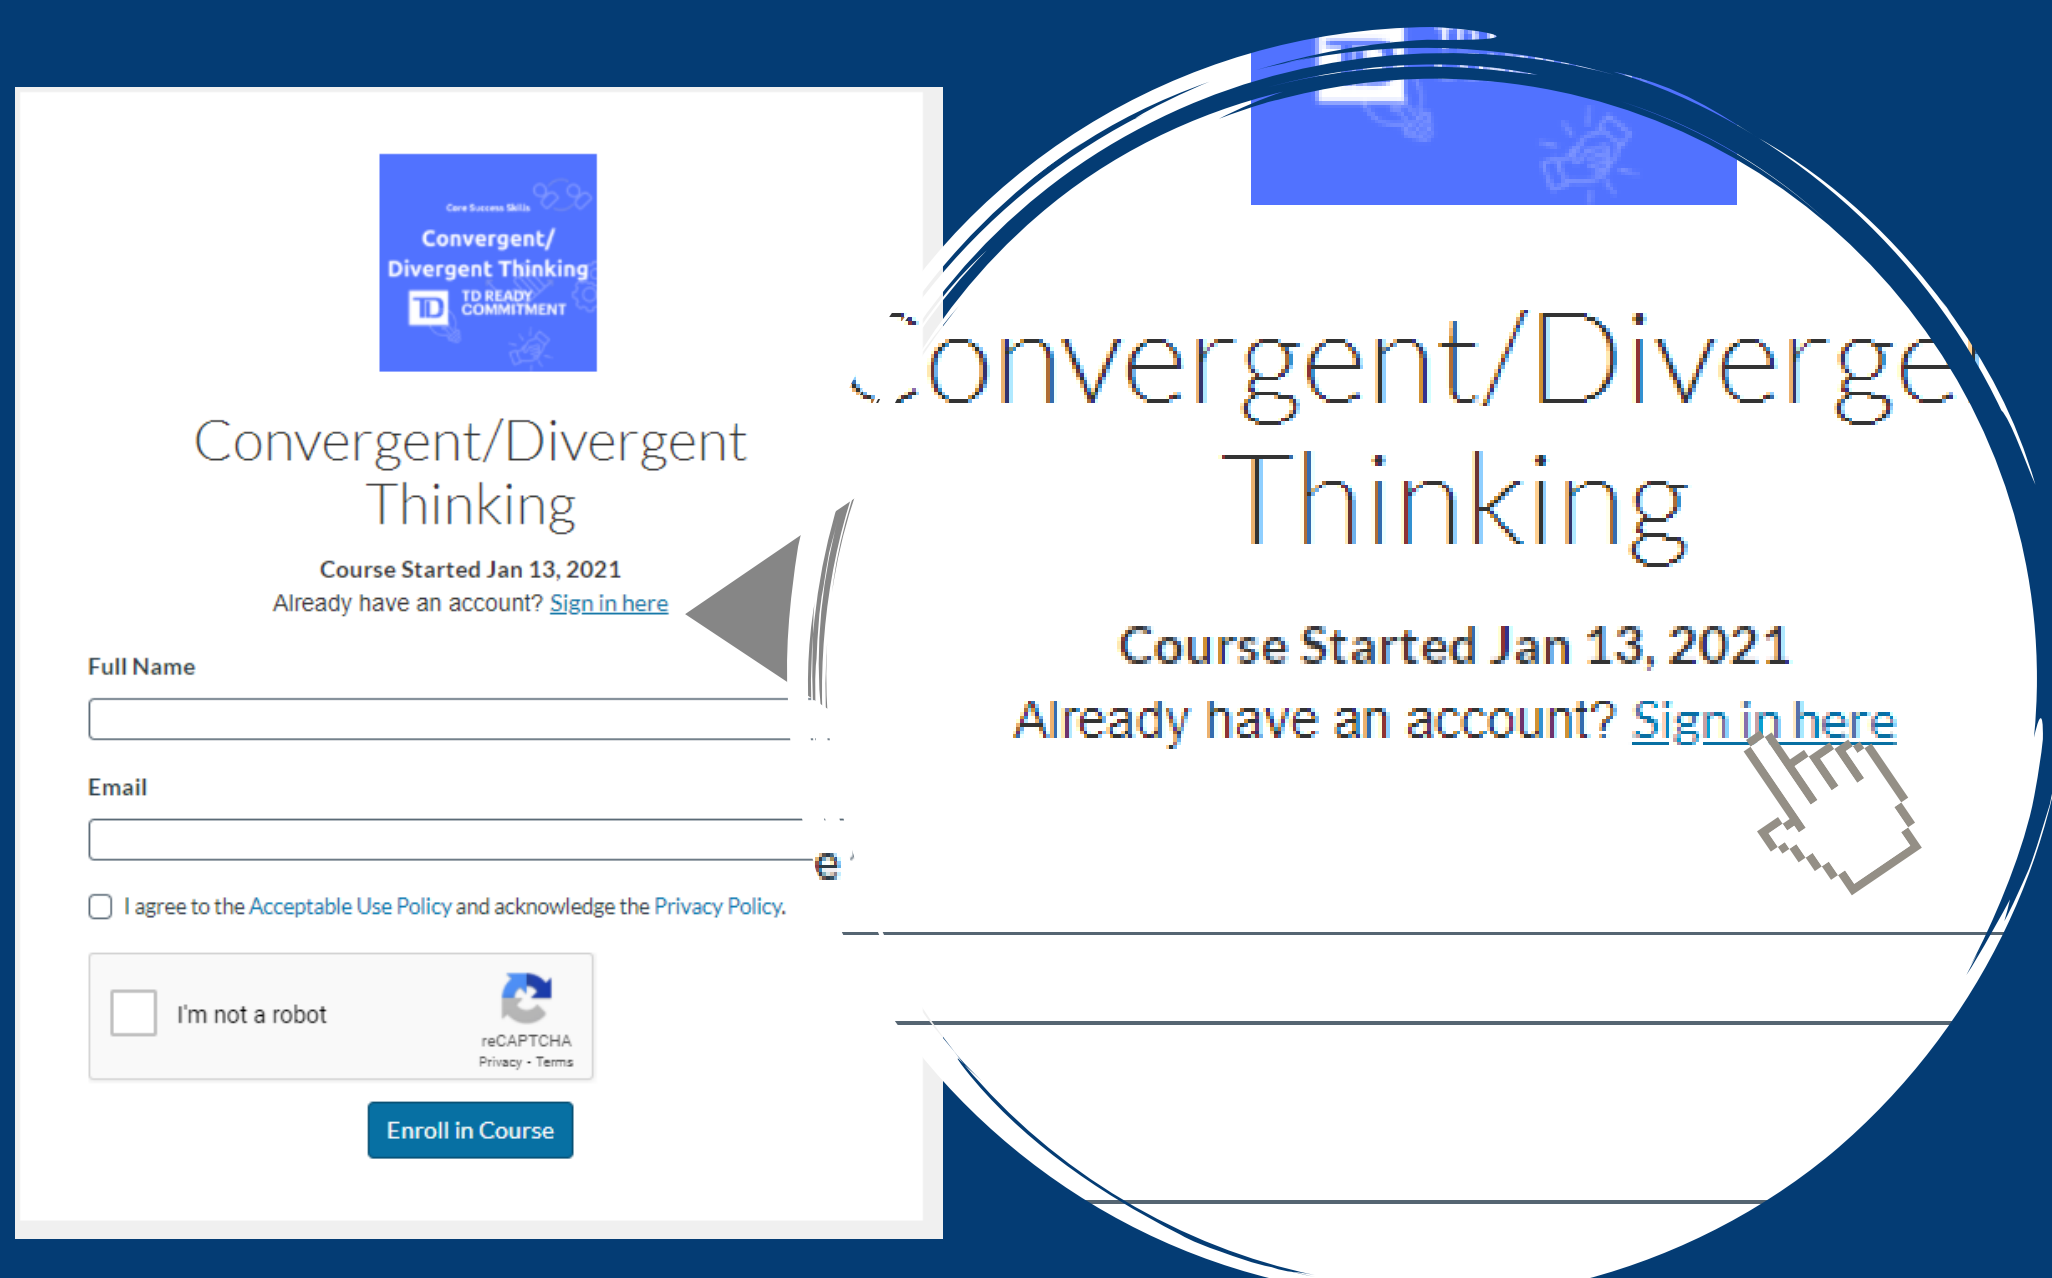 Core Success Skills
Convergent/
Divergent Thinking
TD
TD READY
COMMITMENT
Convergent/Divergent
Thinking
Course Started Jan 13, 2021
Already have an account? Sign in here
Full Name
Email
I agree to the Acceptable Use Policy and acknowledge the Privacy Policy.
I'm not a robot
reCAPTCHA
Privacy - Terms
Enroll in Course
TD
Convergent/Diverge
Thinking
Course Started Jan 13, 2021
Already have an account? Sign in here
e